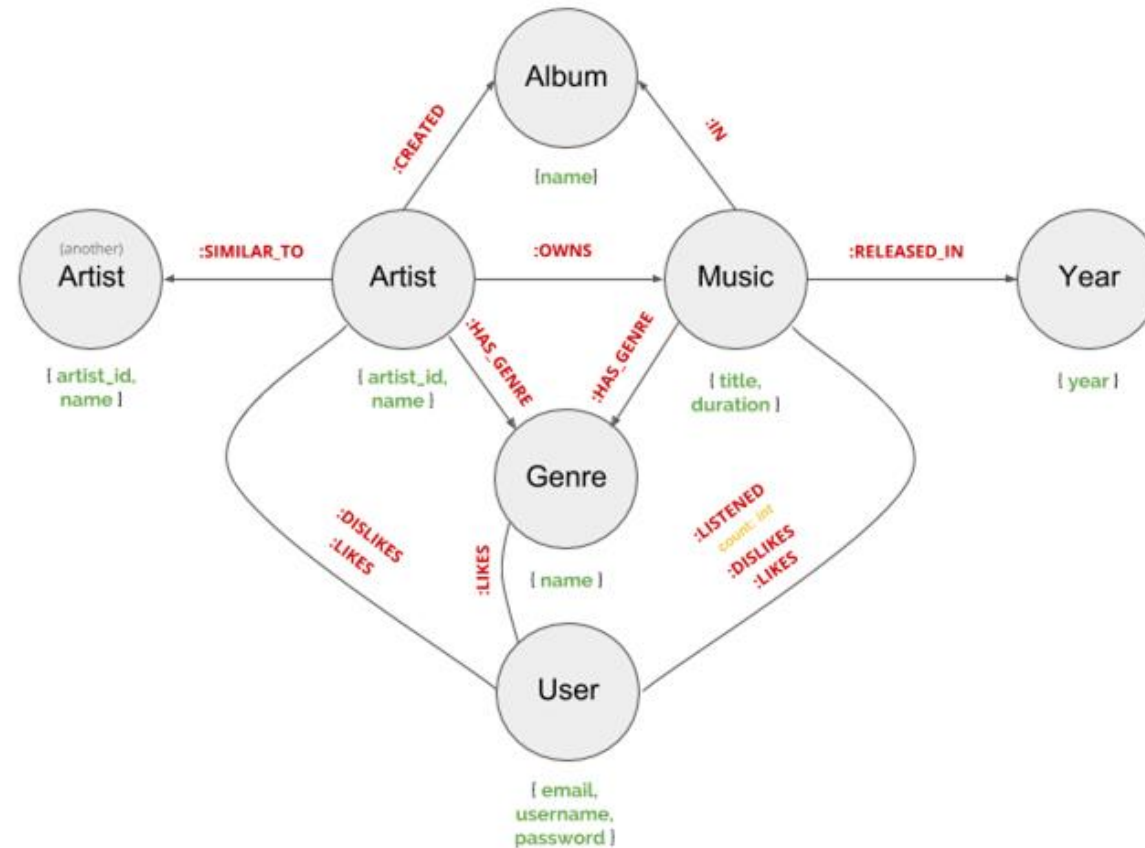 Album
:CREATED
:IN
{name}
(another)
Artist
:SIMILAR_TO
Artist
:OWNS
Music
:RELEASED_IN
Year
{ artist_id,
name }
{ artist_id,
name }
:HAS_GENRE
:HAS_GENRE
{ title,
duration }
{ year }
Genre
{ name }
:DISLIKES
:LIKES
:LIKES
:LISTENED
count: int
:DISLIKES
:LIKES
User
{ email,
username,
password }